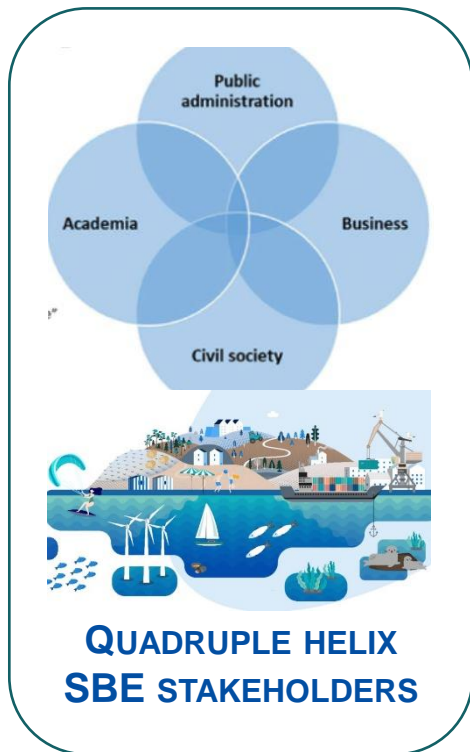 Public
administration
Academia
Business
e"
Civil society
QUADRUPLE HELIX
SBE STAKEHOLDERS